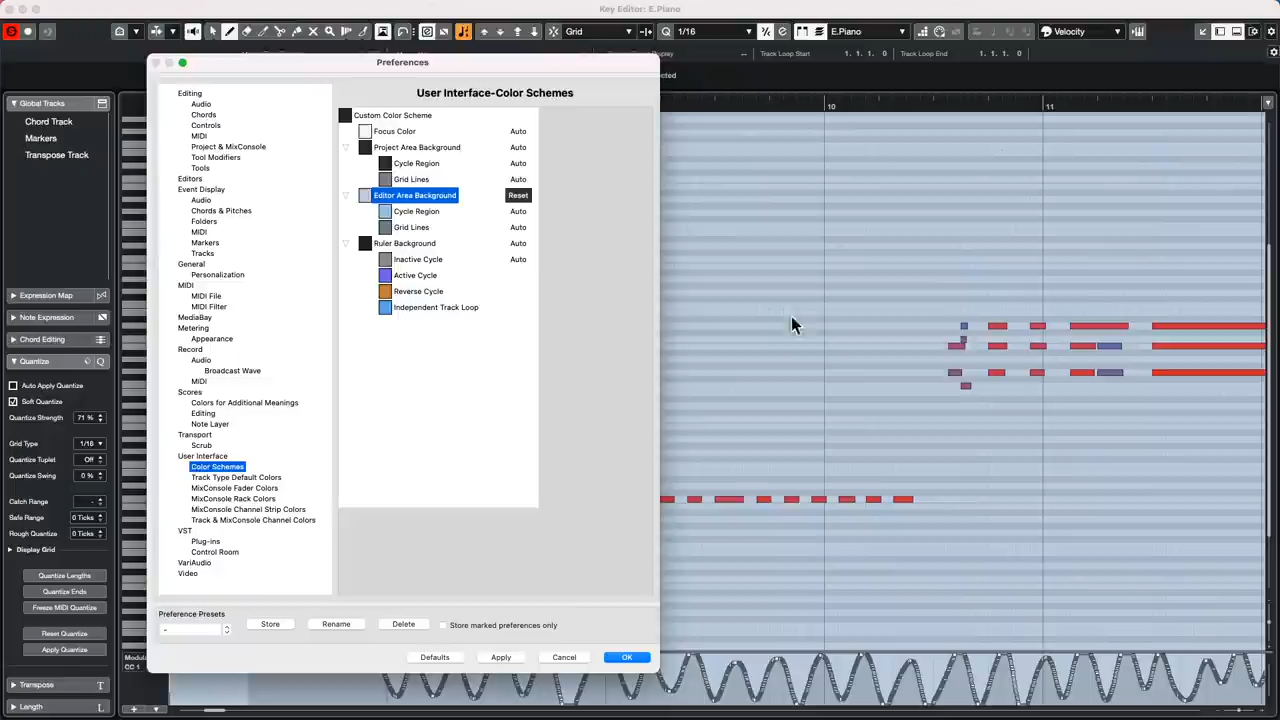 Key Editor: E.Piano
Grid
1/16
E.Piano
Velocity
Track Loop Start
1. 1. 1. 0
Track Loop End
1. 1. 1. 0
Global Tracks
Chord Track
Markers
Transpose Track
Expression Map
Note Expression
Chord Editing
Quantize
Auto Apply Quantize
Soft Quantize
Quantize Strength 71 %
Grid Type 1/16
Quantize Tuplet Off
Quantize Swing 0 %
Catch Range -
Safe Range 0 Ticks
Rough Quantize 0 Ticks
Display Grid
Quantize Lengths
Quantize Ends
Freeze MIDI Quantize
Reset Quantize
Apply Quantize
Transpose
Length
Preferences
Editing
Audio
Chords
Controls
MIDI
Project & MixConsole
Tool Modifiers
Tools
Editors
Event Display
Audio
Chords & Pitches
Folders
MIDI
Markers
Tracks
General
Personalization
MIDI
MIDI File
MIDI Filter
MediaBay
Metering
Appearance
Record
Audio
Broadcast Wave
MIDI
Scores
Colors for Additional Meanings
Editing
Note Layer
Transport
Scrub
User Interface
Color Schemes
Track Type Default Colors
MixConsole Fader Colors
MixConsole Rack Colors
MixConsole Channel Strip Colors
Track & MixConsole Channel Colors
VST
Plug-ins
Control Room
VariAudio
Video
User Interface-Color Schemes
Custom Color Scheme
Focus Color Auto
Project Area Background Auto
Cycle Region Auto
Grid Lines Auto
Editor Area Background Reset
Cycle Region Auto
Grid Lines Auto
Ruler Background Auto
Inactive Cycle Auto
Active Cycle
Reverse Cycle
Independent Track Loop
Preference Presets
-
Store
Rename
Delete
Store marked preferences only
Defaults
Apply
Cancel
OK
10
11
CC 1